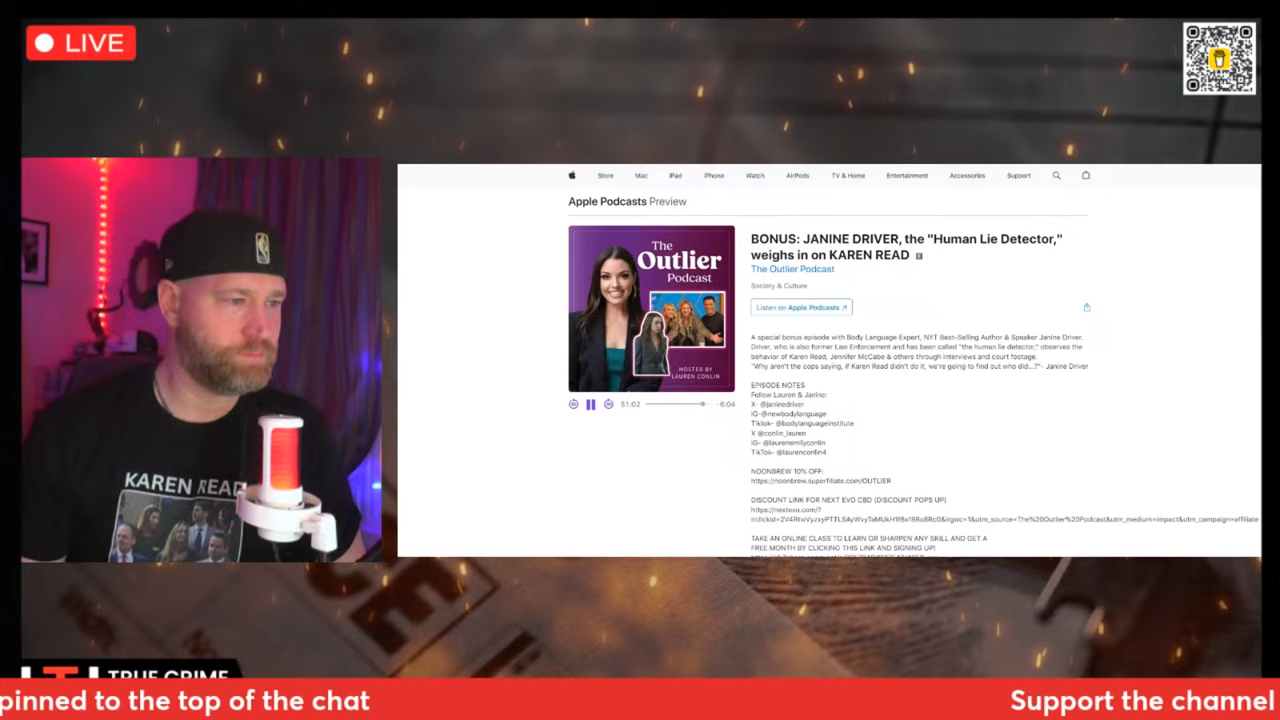 LIVE
Store Mac iPad iPhone Watch AirPods TV & Home Entertainment Accessories Support
Apple Podcasts Preview
The
Outlier
Podcast
HOSTED BY
LAUREN CONLIN
51:02 -6:04
BONUS: JANINE DRIVER, the "Human Lie Detector,"
weighs in on KAREN READ
The Outlier Podcast
Society & Culture
Listen on Apple Podcasts ↗
A special bonus episode with Body Language Expert, NYT Best-Selling Author & Speaker Janine Driver.
Driver, who is also former Law Enforcement and has been called "the human lie detector," observes the
behavior of Karen Read, Jennifer McCabe & others through interviews and court footage.
"Why aren't the cops saying, if Karen Read didn't do it, we're going to find out who did...?"- Janine Driver
EPISODE NOTES
Follow Lauren & Janine:
X- @janinedriver
IG-@newbodylanguage
Tiktok- @bodylanguageinstitute
X @conlin_lauren
IG- @laurenemilyconlin
TikTok- @laurenconlin4
NOONBREW 10% OFF:
https://noonbrew.superfiliate.com/OUTLIER
DISCOUNT LINK FOR NEXT EVO CBD (DISCOUNT POPS UP)
https://nextevo.com/?
TAKE AN ONLINE CLASS TO LEARN OR SHARPEN ANY SKILL AND GET A
FREE MONTH BY CLICKING THIS LINK AND SIGNING UP!
KAREN READ
TRUE CRIME
pinned to the top of the chat
Support the channel